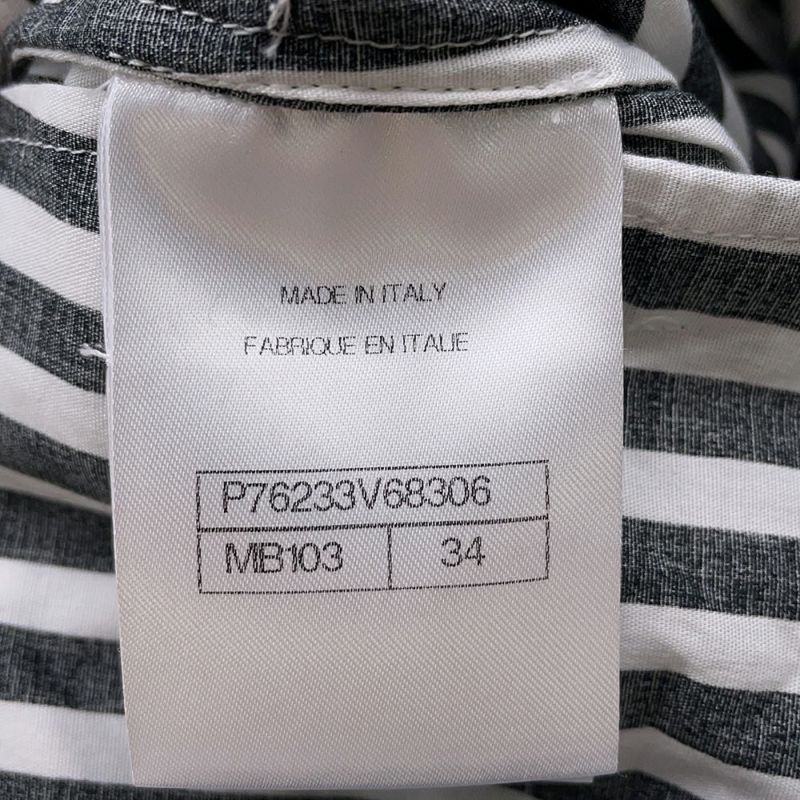 MADE IN ITALY
FABRIQUE EN ITALIE
P76233V68306
MB103 34